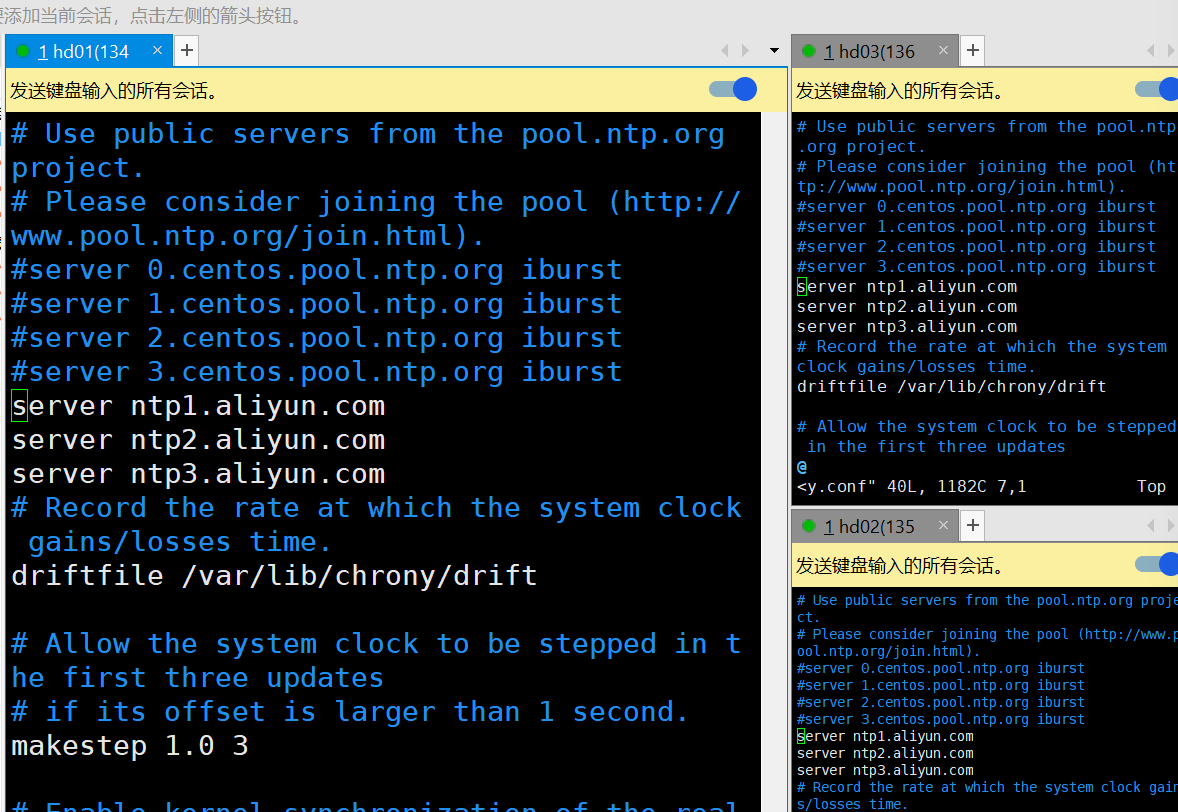 添加当前会话，点击左侧的箭头按钮。
1 hd01(134 × +
发送键盘输入的所有会话。
# Use public servers from the pool.ntp.org
project.
# Please consider joining the pool (http://
www.pool.ntp.org/join.html).
#server 0.centos.pool.ntp.org iburst
#server 1.centos.pool.ntp.org iburst
#server 2.centos.pool.ntp.org iburst
#server 3.centos.pool.ntp.org iburst
server ntp1.aliyun.com
server ntp2.aliyun.com
server ntp3.aliyun.com
# Record the rate at which the system clock
gains/losses time.
driftfile /var/lib/chrony/drift
# Allow the system clock to be stepped in t
he first three updates
# if its offset is larger than 1 second.
makestep 1.0 3
# Enable kernel synchronization of the real
1 hd03(136 × +
发送键盘输入的所有会话。
# Use public servers from the pool.ntp
.org project.
# Please consider joining the pool (ht
tp://www.pool.ntp.org/join.html).
#server 0.centos.pool.ntp.org iburst
#server 1.centos.pool.ntp.org iburst
#server 2.centos.pool.ntp.org iburst
#server 3.centos.pool.ntp.org iburst
server ntp1.aliyun.com
server ntp2.aliyun.com
server ntp3.aliyun.com
# Record the rate at which the system
clock gains/losses time.
driftfile /var/lib/chrony/drift
# Allow the system clock to be stepped
in the first three updates
@
<y.conf" 40L, 1182C 7,1 Top
1 hd02(135 × +
发送键盘输入的所有会话。
# Use public servers from the pool.ntp.org proje
ct.
# Please consider joining the pool (http://www.p
ool.ntp.org/join.html).
#server 0.centos.pool.ntp.org iburst
#server 1.centos.pool.ntp.org iburst
#server 2.centos.pool.ntp.org iburst
#server 3.centos.pool.ntp.org iburst
server ntp1.aliyun.com
server ntp2.aliyun.com
server ntp3.aliyun.com
# Record the rate at which the system clock gain
s/losses time.